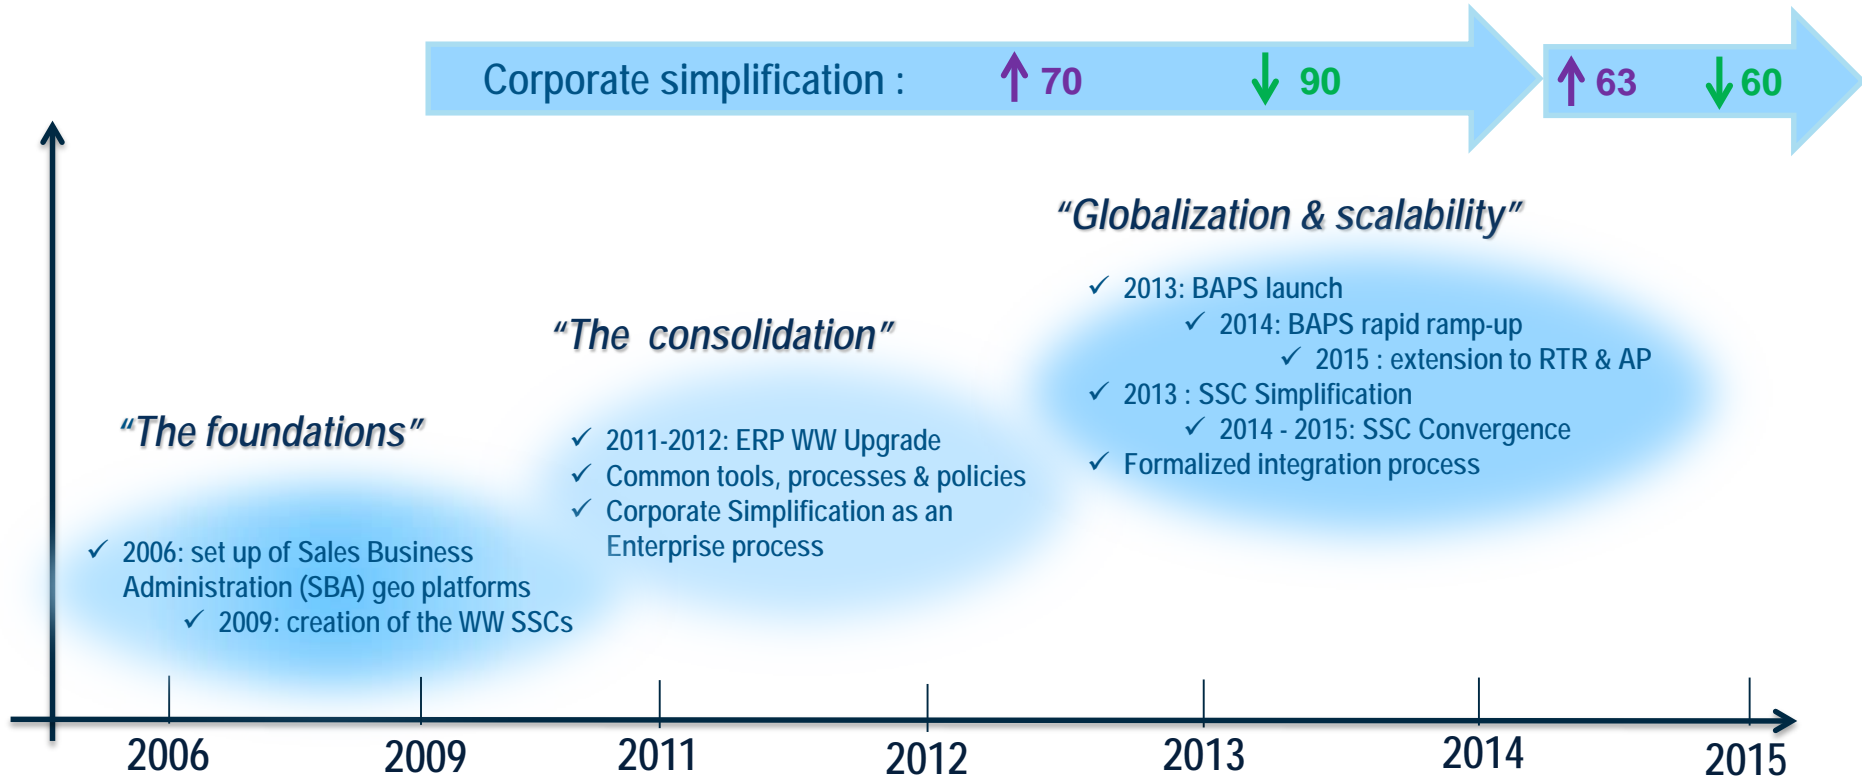 Corporate simplification : ↑ 70 ↓ 90 ↑ 63 ↓ 60
“Globalization & scalability”
✓ 2013: BAPS launch
✓ 2014: BAPS rapid ramp-up
✓ 2015 : extension to RTR & AP
✓ 2013 : SSC Simplification
✓ 2014 - 2015: SSC Convergence
✓ Formalized integration process
“The consolidation”
✓ 2011-2012: ERP WW Upgrade
✓ Common tools, processes & policies
✓ Corporate Simplification as an
Enterprise process
“The foundations”
✓ 2006: set up of Sales Business
Administration (SBA) geo platforms
✓ 2009: creation of the WW SSCs
2006 2009 2011 2012 2013 2014 2015